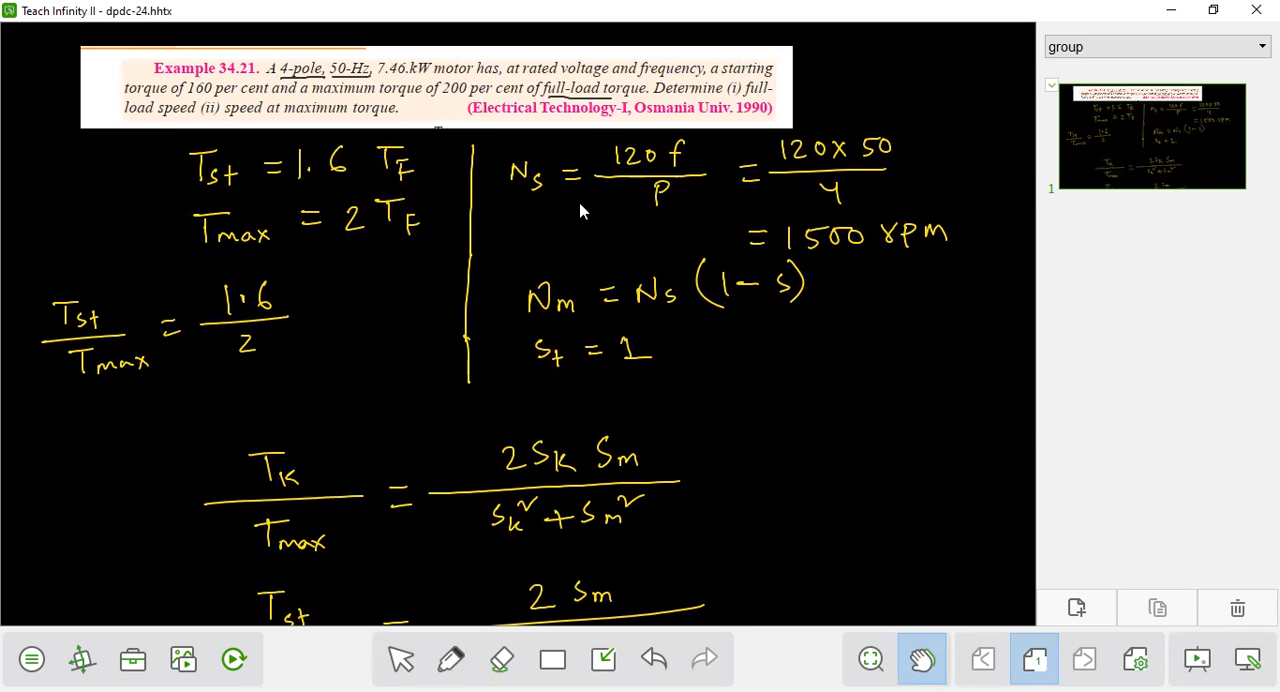 Teach Infinity II - dpdc-24.hhtx
group
Example 34.21. A 4-pole, 50-Hz, 7.46.kW motor has, at rated voltage and frequency, a starting
torque of 160 per cent and a maximum torque of 200 per cent of full-load torque. Determine (i) full-
load speed (ii) speed at maximum torque. (Electrical Technology-I, Osmania Univ. 1990)
Tst = 1.6 TF
Tmax = 2 TF
Tst/Tmax = 1.6/2
Ns = 120 f/P = 120 x 50/4
= 1500 rpm
Nm = Ns (1 - s)
st = 1
TK/Tmax = 2SK Sm/SK² + Sm²
Tst = 2 Sm
1
1